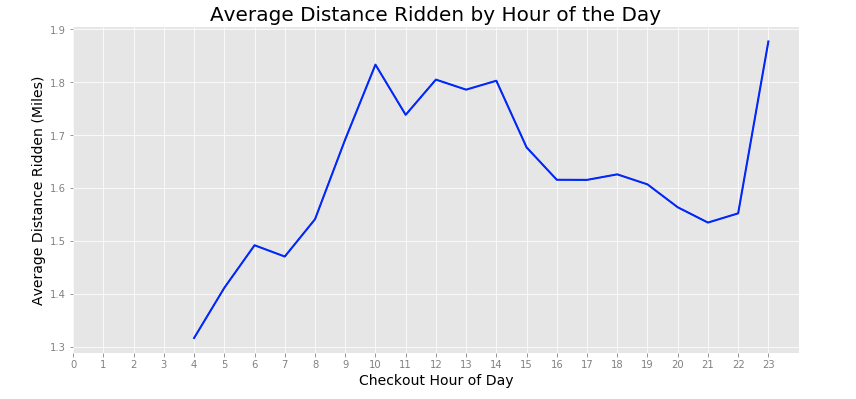 Average Distance Ridden by Hour of the Day
Average Distance Ridden (Miles)
1.9
1.8
1.7
1.6
1.5
1.4
1.3
0 1 2 3 4 5 6 7 8 9 10 11 12 13 14 15 16 17 18 19 20 21 22 23
Checkout Hour of Day